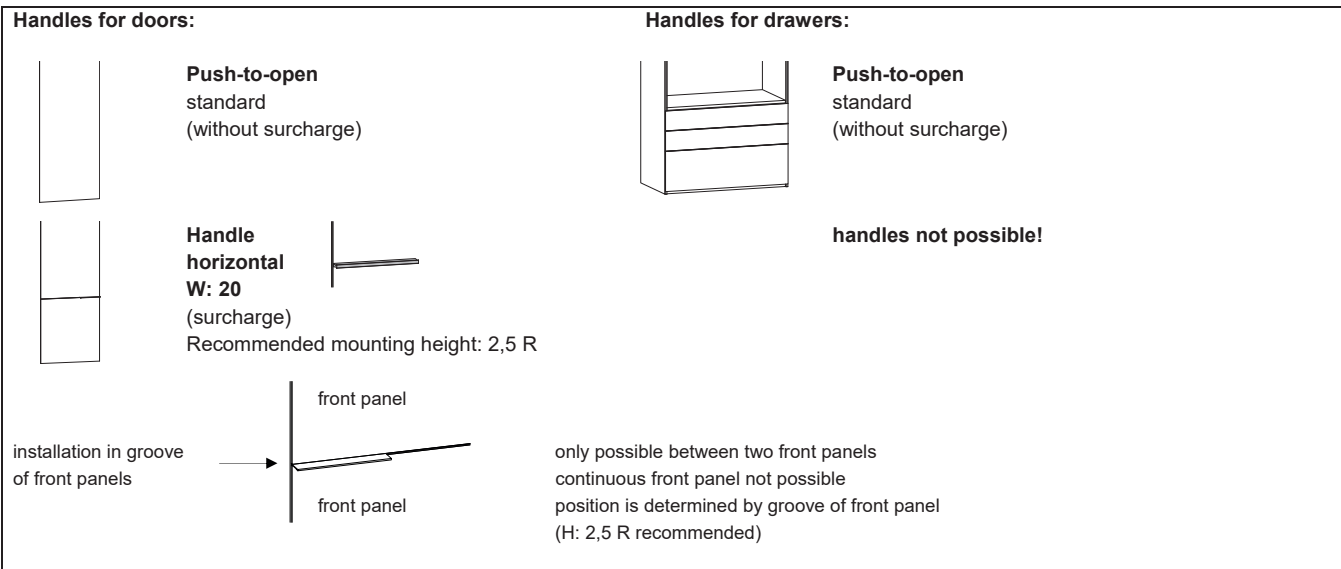 Handles for doors:
Push-to-open
standard
(without surcharge)
Handle
horizontal
W: 20
(surcharge)
Recommended mounting height: 2,5 R
Handles for drawers:
Push-to-open
standard
(without surcharge)
handles not possible!
front panel
installation in groove
of front panels
front panel
only possible between two front panels
continuous front panel not possible
position is determined by groove of front panel
(H: 2,5 R recommended)